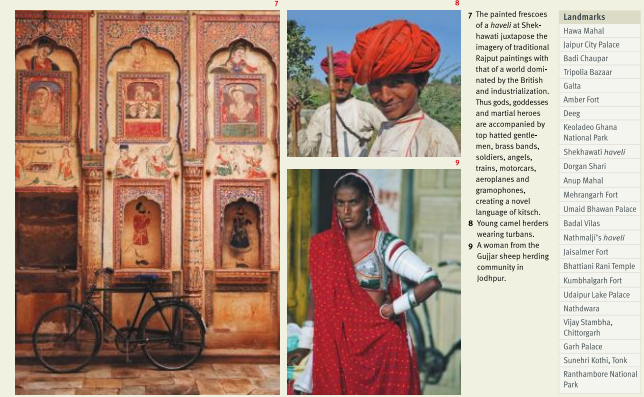 7
8
9
7 The painted frescoes
of a haveli at Shek-
hawati juxtapose the
imagery of traditional
Rajput paintings with
that of a world domi-
nated by the British
and industrialization.
Thus gods, goddesses
and martial heroes
are accompanied by
top hatted gentle-
men, brass bands,
soldiers, angels,
trains, motorcars,
aeroplanes and
gramophones,
creating a novel
language of kitsch.
8 Young camel herders
wearing turbans.
9 A woman from the
Gujjar sheep herding
community in
Jodhpur.
Landmarks
Hawa Mahal
Jaipur City Palace
Badi Chaupar
Tripolia Bazaar
Galta
Amber Fort
Deeg
Keoladeo Ghana
National Park
Shekhawati haveli
Dorgan Shari
Anup Mahal
Mehrangarh Fort
Umaid Bhawan Palace
Badal Vilas
Nathmalji's haveli
Jaisalmer Fort
Bhattiani Rani Temple
Kumbhalgarh Fort
Udaipur Lake Palace
Nathdwara
Vijay Stambha,
Chittorgarh
Garh Palace
Sunehri Kothi, Tonk
Ranthambore National
Park